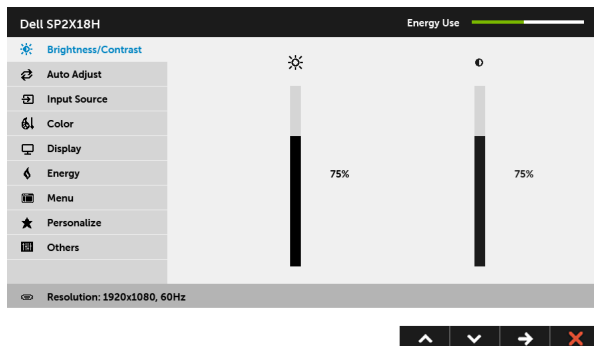 Dell SP2X18H
Energy Use
Brightness/Contrast
Auto Adjust
Input Source
Color
Display
Energy
Menu
Personalize
Others
75%
75%
Resolution: 1920x1080, 60Hz